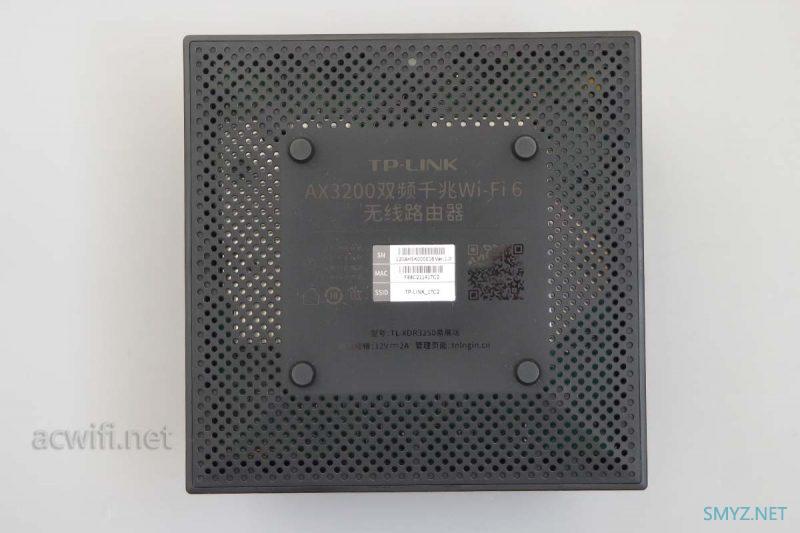 TP-LINK
AX3200双频千兆Wi-Fi 6
无线路由器
SN
MAC
SSID
TP-LINK_17C2
型号:TL-XDR3250易展版
12V⎓2A 管理页面: tplogin.cn
acwifi.net
SMYZ.NET